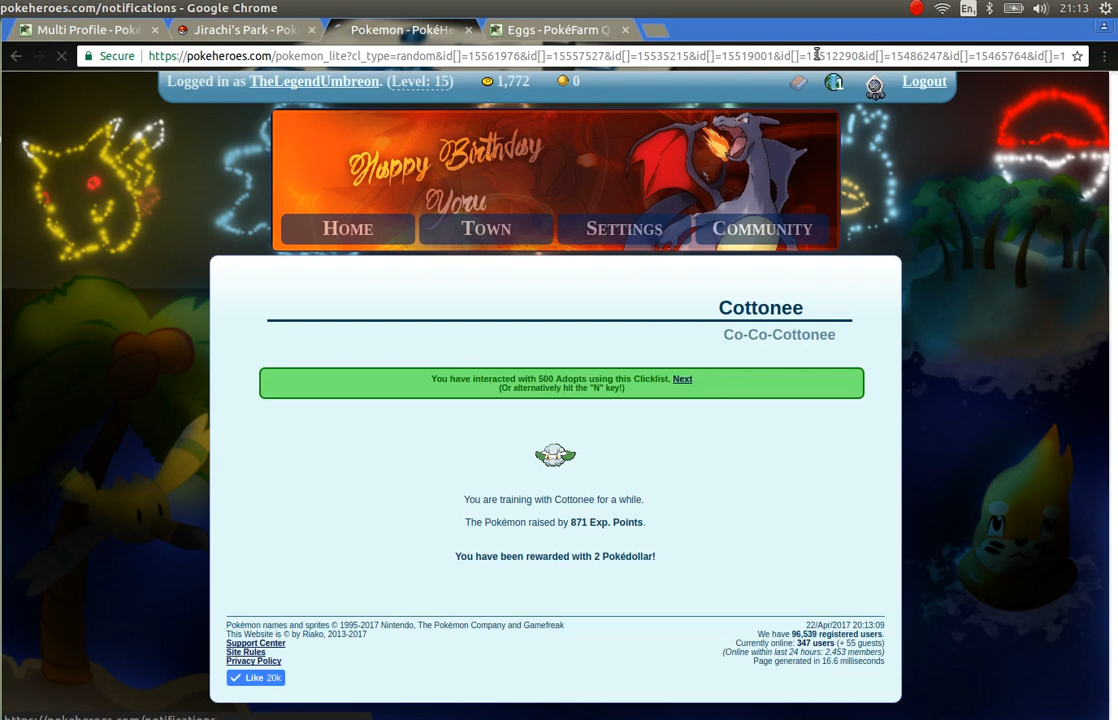 pokeheroes.com/notifications - Google Chrome
En
21:13
Multi Profile - Poké
Jirachi's Park - Pok
Pokemon - PokéHe
Eggs - PokéFarm Q
Secure
https://pokeheroes.com/pokemon_lite?cl_type=random&id[]=15561976&id[]=15557527&id[]=15535215&id[]=15519001&id[]=15512290&id[]=15486247&id[]=15465764&id[]=1
Logged in as TheLegendUmbreon. (Level: 15)
1,772
0
1
Logout
Happy Birthday
Yoru
Home
Town
Settings
Community
Cottonee
Co-Co-Cottonee
You have interacted with 500 Adopts using this Clicklist. Next
(Or alternatively hit the "N" key!)
You are training with Cottonee for a while.
The Pokémon raised by 871 Exp. Points.
You have been rewarded with 2 Pokédollar!
Pokémon names and sprites © 1995-2017 Nintendo, The Pokémon Company and Gamefreak
This Website is © by Riako, 2013-2017
Support Center
Site Rules
Privacy Policy
Like 20k
22/Apr/2017 20:13:09
We have 96,539 registered users.
Currently online: 347 users (+ 55 guests)
(Online within last 24 hours: 2,453 members)
Page generated in 16.6 milliseconds
https://pokeheroes.com/notifications